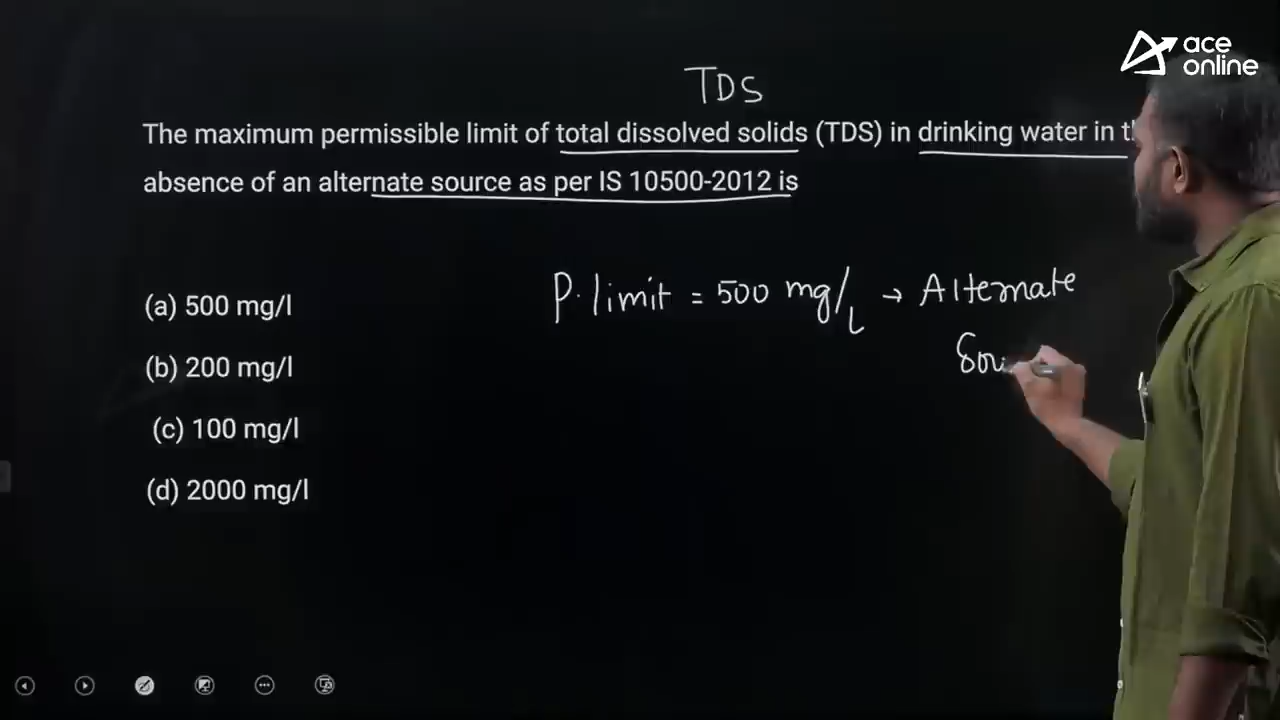 ace
online
TDS
The maximum permissible limit of total dissolved solids (TDS) in drinking water in
absence of an alternate source as per IS 10500-2012 is
P. limit = 500 mg/L → Alternate
(a) 500 mg/l
(b) 200 mg/l
(c) 100 mg/l
(d) 2000 mg/l